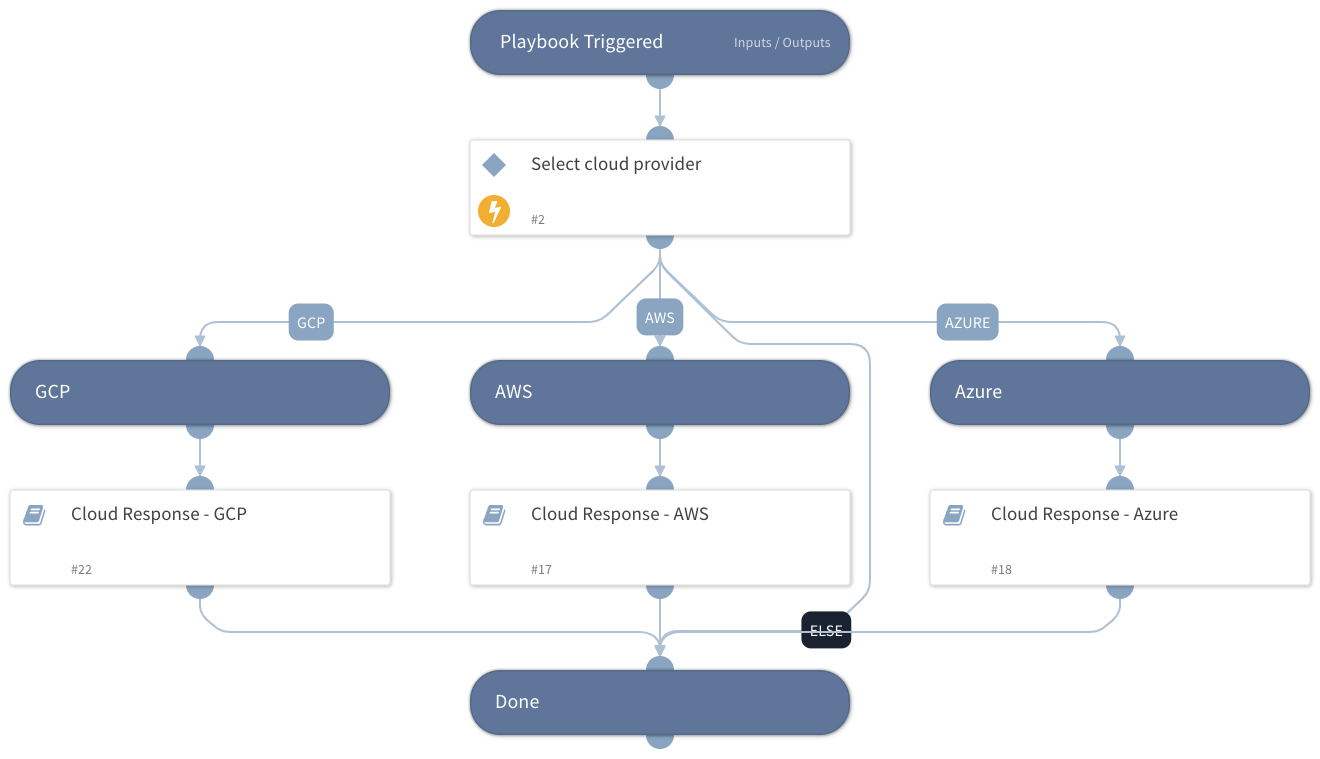 Playbook Triggered
Inputs / Outputs
Select cloud provider
#2
GCP
AWS
AZURE
GCP
AWS
Azure
Cloud Response - GCP
#22
Cloud Response - AWS
#17
Cloud Response - Azure
#18
ELSE
Done